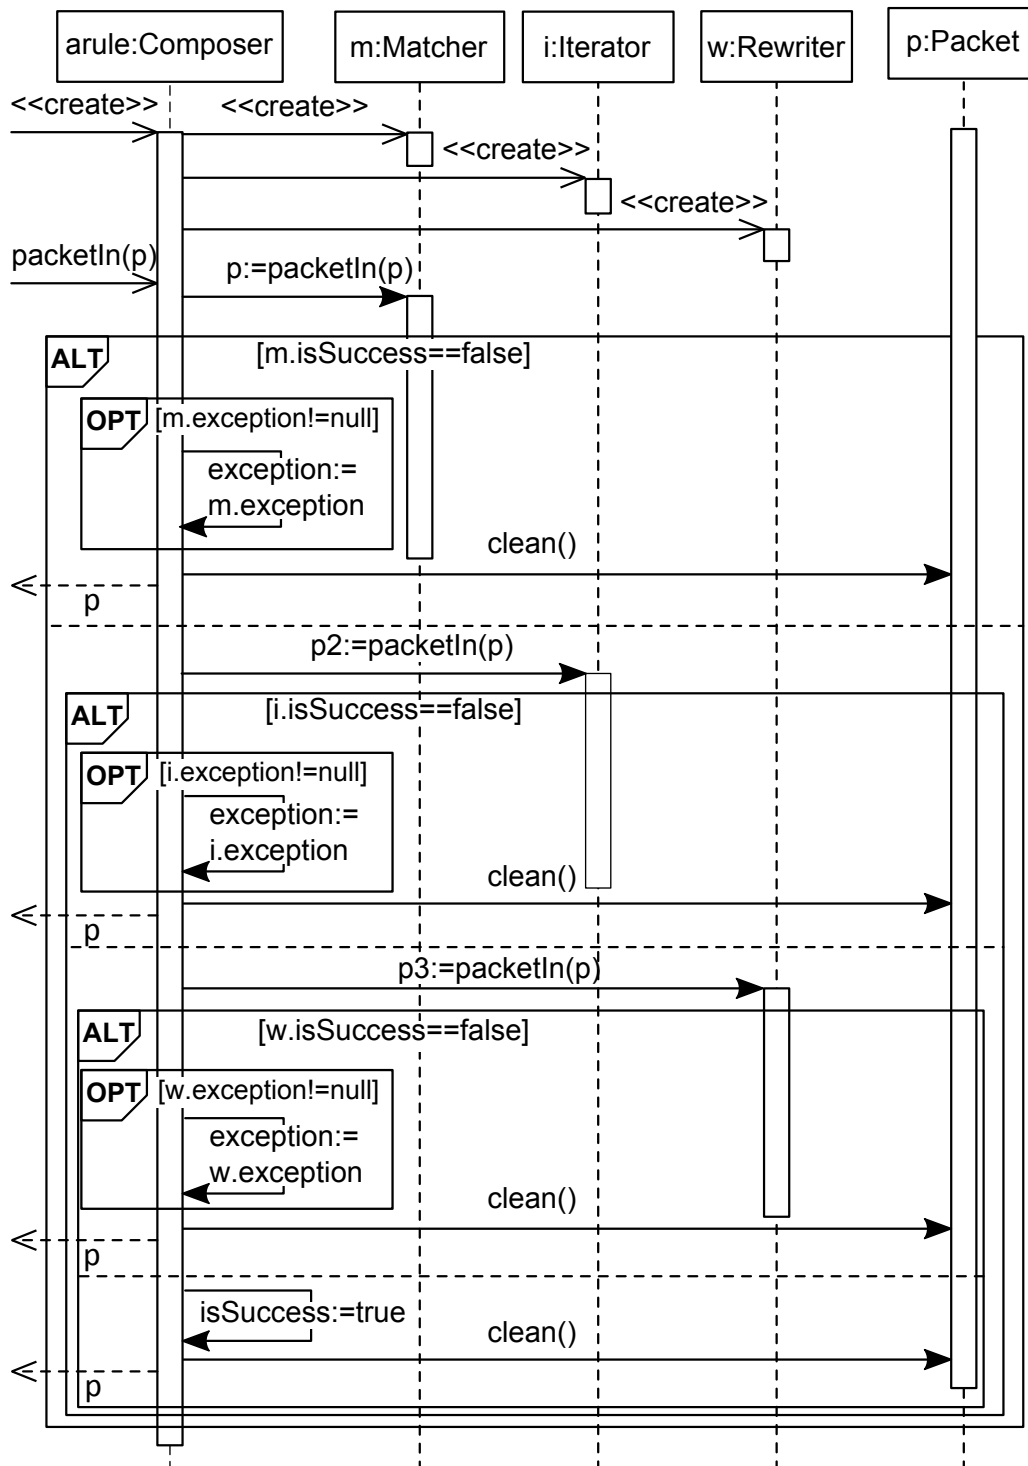 arule:Composer
m:Matcher
i:Iterator
w:Rewriter
p:Packet
<<create>>
<<create>>
<<create>>
<<create>>
packetIn(p)
p:=packetIn(p)
ALT
[m.isSuccess==false]
OPT
[m.exception!=null]
exception:=
m.exception
clean()
p
p2:=packetIn(p)
ALT
[i.isSuccess==false]
OPT
[i.exception!=null]
exception:=
i.exception
clean()
p
p3:=packetIn(p)
ALT
[w.isSuccess==false]
OPT
[w.exception!=null]
exception:=
w.exception
clean()
p
isSuccess:=true
clean()
p